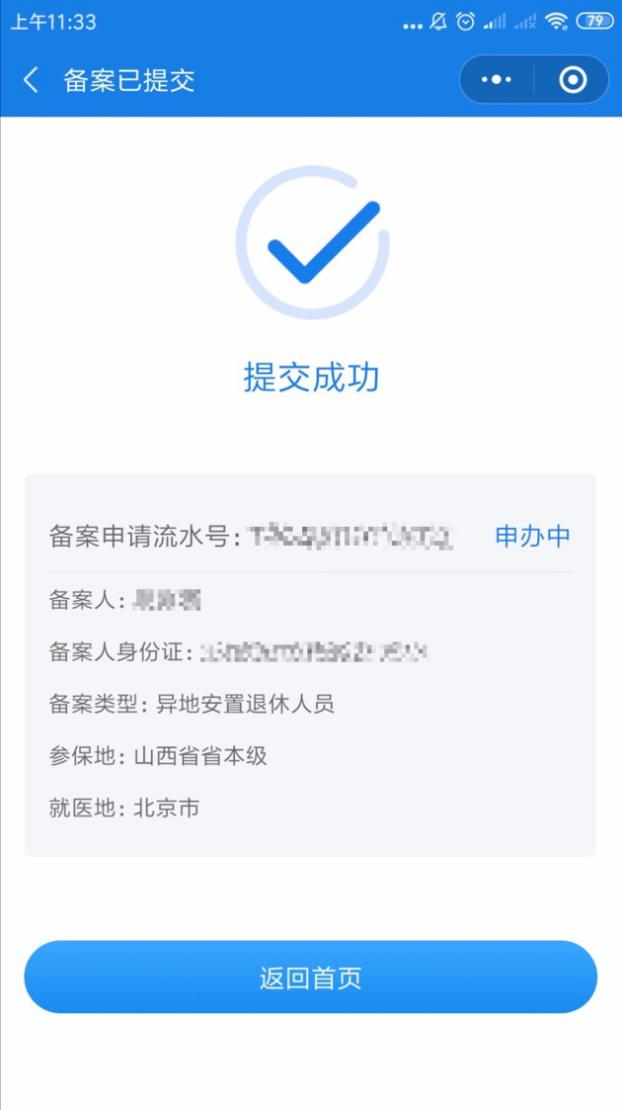 上午11:33
79
备案已提交
提交成功
备案申请流水号: 申办中
备案人:
备案人身份证:
备案类型: 异地安置退休人员
参保地: 山西省省本级
就医地: 北京市
返回首页